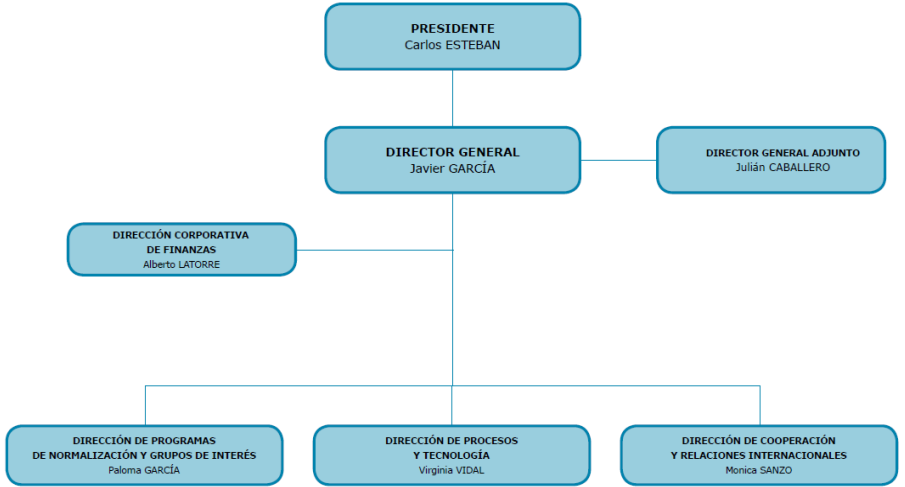 PRESIDENTE
Carlos ESTEBAN
DIRECTOR GENERAL
Javier GARCÍA
DIRECTOR GENERAL ADJUNTO
Julián CABALLERO
DIRECCIÓN CORPORATIVA
DE FINANZAS
Alberto LATORRE
DIRECCIÓN DE PROGRAMAS
DE NORMALIZACIÓN Y GRUPOS DE INTERÉS
Paloma GARCÍA
DIRECCIÓN DE PROCESOS
Y TECNOLOGÍA
Virginia VIDAL
DIRECCIÓN DE COOPERACIÓN
Y RELACIONES INTERNACIONALES
Monica SANZO